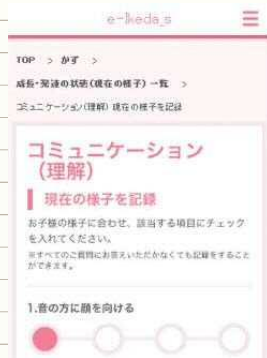 e-Ikeda_s
TOP > かず >
成長・発達の状態(現在の様子) 一覧 >
コミュニケーション(理解) 現在の様子を記録
コミュニケーション
(理解)
現在の様子を記録
お子様の様子に合わせ、該当する項目にチェック
を入れてください。
※すべてのご質問にお答えいただかなくても記録をすること
ができます。
1.音の方に顔を向ける